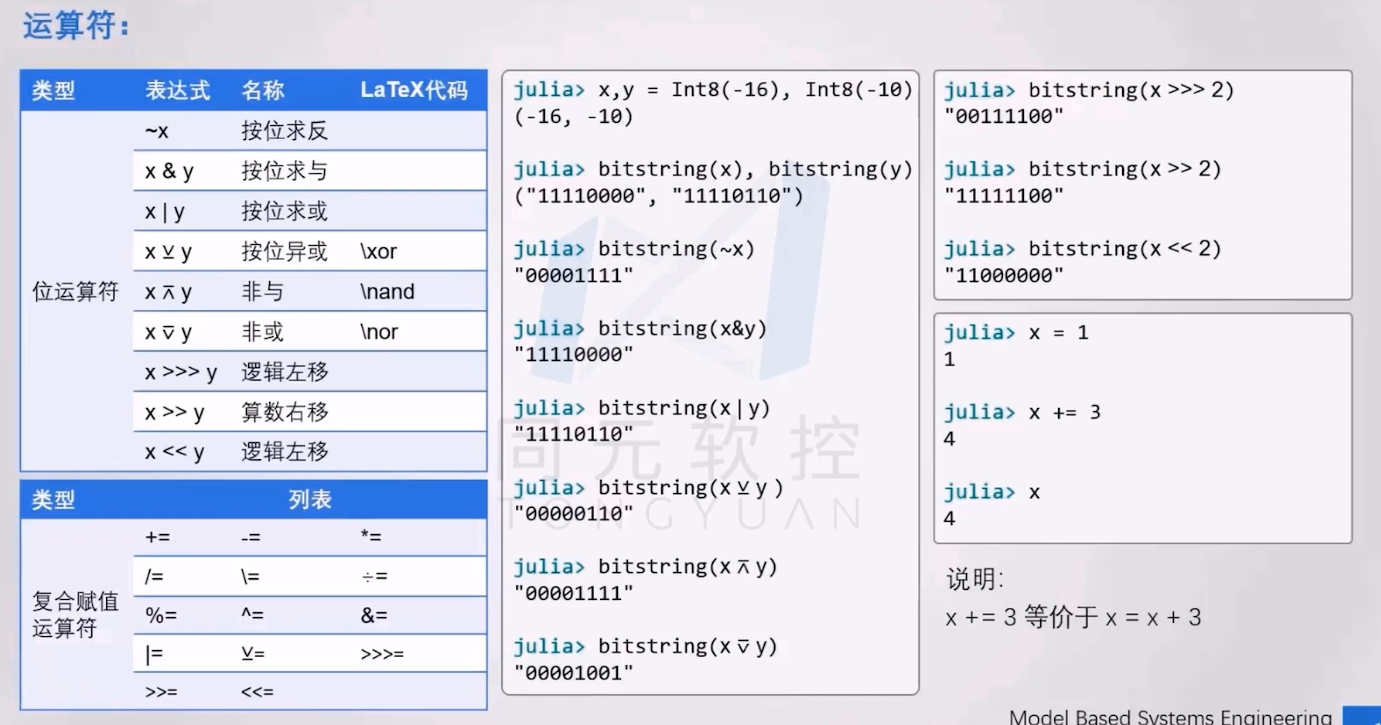 运算符:
类型 表达式 名称 LaTeX代码
位运算符
~x 按位求反
x & y 按位求与
x | y 按位求或
x ⊻ y 按位异或 \xor
x ⊼ y 非与 \nand
x ⊽ y 非或 \nor
x >>> y 逻辑左移
x >> y 算数右移
x << y 逻辑左移
类型 列表
复合赋值
运算符
+= -= *=
/= \= ÷=
%= ^= &=
|= ⊻= >>>=
>>= <<=
julia> x,y = Int8(-16), Int8(-10)
(-16, -10)
julia> bitstring(x), bitstring(y)
("11110000", "11110110")
julia> bitstring(~x)
"00001111"
julia> bitstring(x&y)
"11110000"
julia> bitstring(x|y)
"11110110"
julia> bitstring(x ⊻ y )
"00000110"
julia> bitstring(x ⊼ y)
"00001111"
julia> bitstring(x ⊽ y)
"00001001"
julia> bitstring(x >>> 2)
"00111100"
julia> bitstring(x >> 2)
"11111100"
julia> bitstring(x << 2)
"11000000"
julia> x = 1
1
julia> x += 3
4
julia> x
4
说明:
x += 3 等价于 x = x + 3
同元软控
TONGYUAN
Model Based Systems Engineering